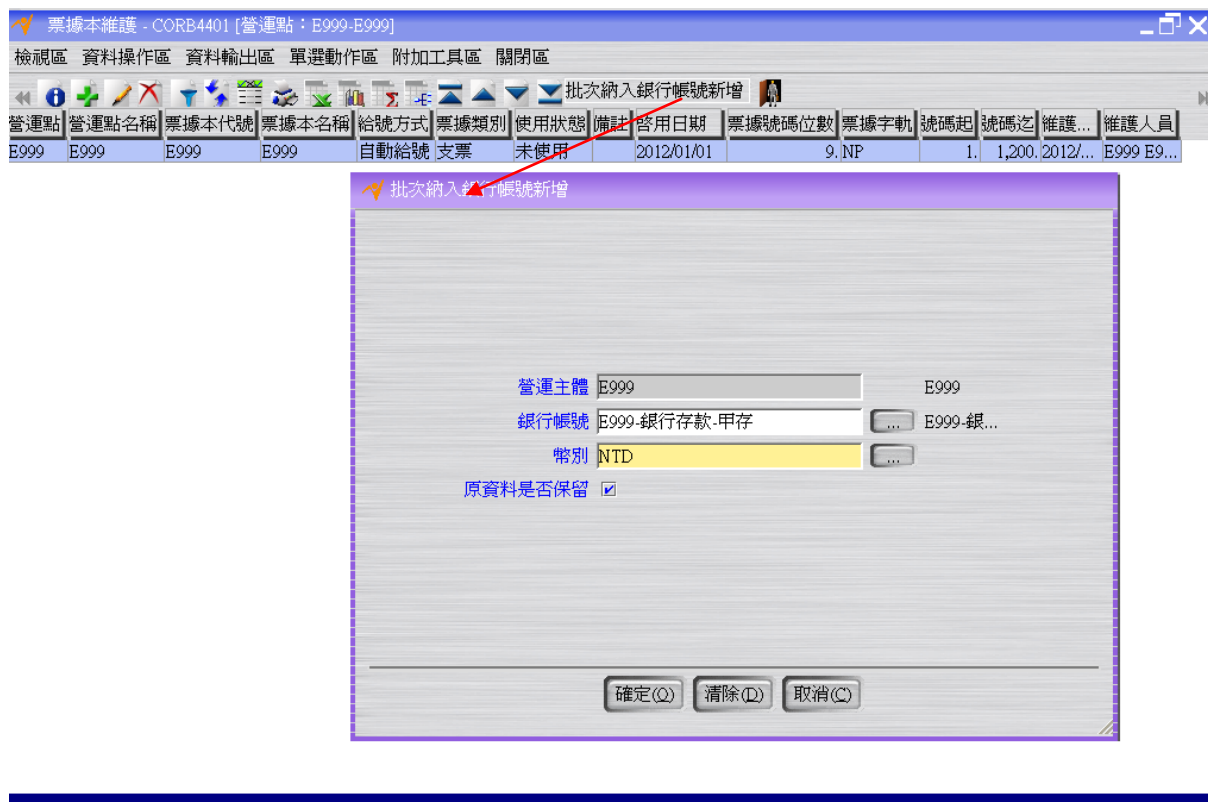 票據本維護 - CORB4401 [營運點：E999-E999]
檢視區 資料操作區 資料輸出區 單選動作區 附加工具區 關閉區
批次納入銀行帳號新增
營運點 營運點名稱 票據本代號 票據本名稱 給號方式 票據類別 使用狀態 備註 啓用日期 票據號碼位數 票據字軌 號碼起 號碼迄 維護... 維護人員
E999 E999 E999 E999 自動給號 支票 未使用 2012/01/01 9. NP 1. 1,200. 2012/... E999 E9...
批次納入銀行帳號新增
營運主體 E999 E999
銀行帳號 E999-銀行存款-甲存 ... E999-銀...
幣別 NTD ...
原資料是否保留
確定(O) 清除(D) 取消(C)